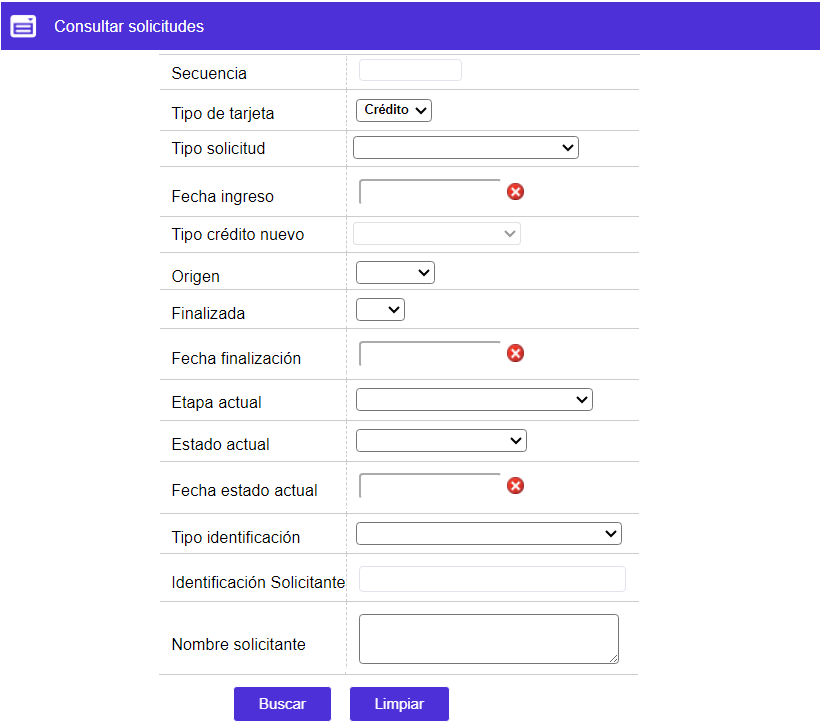 Consultar solicitudes
Secuencia
Tipo de tarjeta Crédito
Tipo solicitud
Fecha ingreso
Tipo crédito nuevo
Origen
Finalizada
Fecha finalización
Etapa actual
Estado actual
Fecha estado actual
Tipo identificación
Identificación Solicitante
Nombre solicitante
Buscar Limpiar